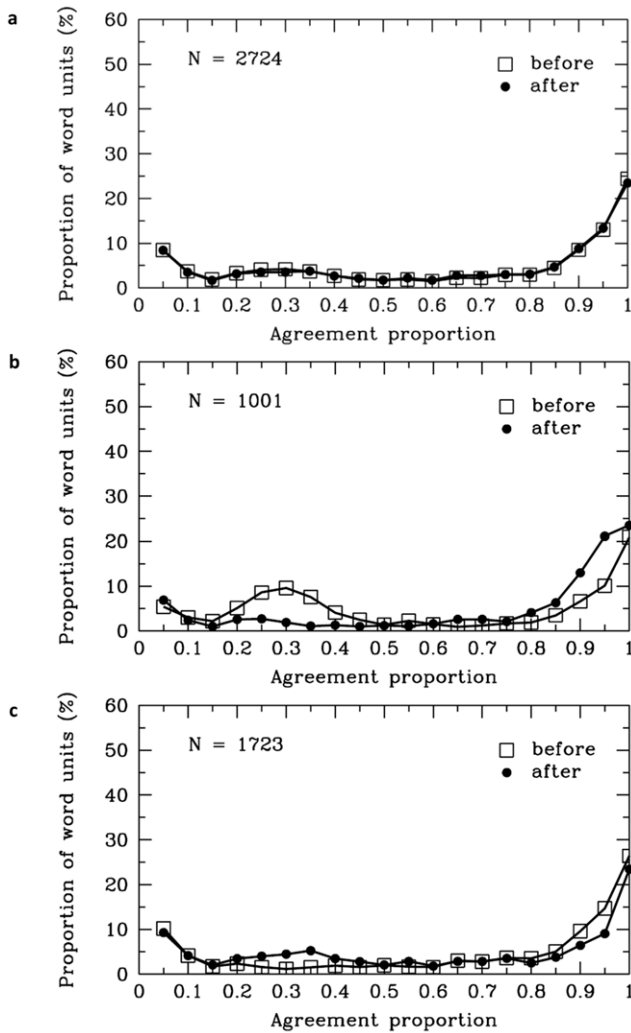 a
60
50
40
30
20
10
0
Proportion of word units (%)
N = 2724
before
after
0 0.1 0.2 0.3 0.4 0.5 0.6 0.7 0.8 0.9 1
Agreement proportion
b
60
50
40
30
20
10
0
Proportion of word units (%)
N = 1001
before
after
0 0.1 0.2 0.3 0.4 0.5 0.6 0.7 0.8 0.9 1
Agreement proportion
c
60
50
40
30
20
10
0
Proportion of word units (%)
N = 1723
before
after
0 0.1 0.2 0.3 0.4 0.5 0.6 0.7 0.8 0.9 1
Agreement proportion